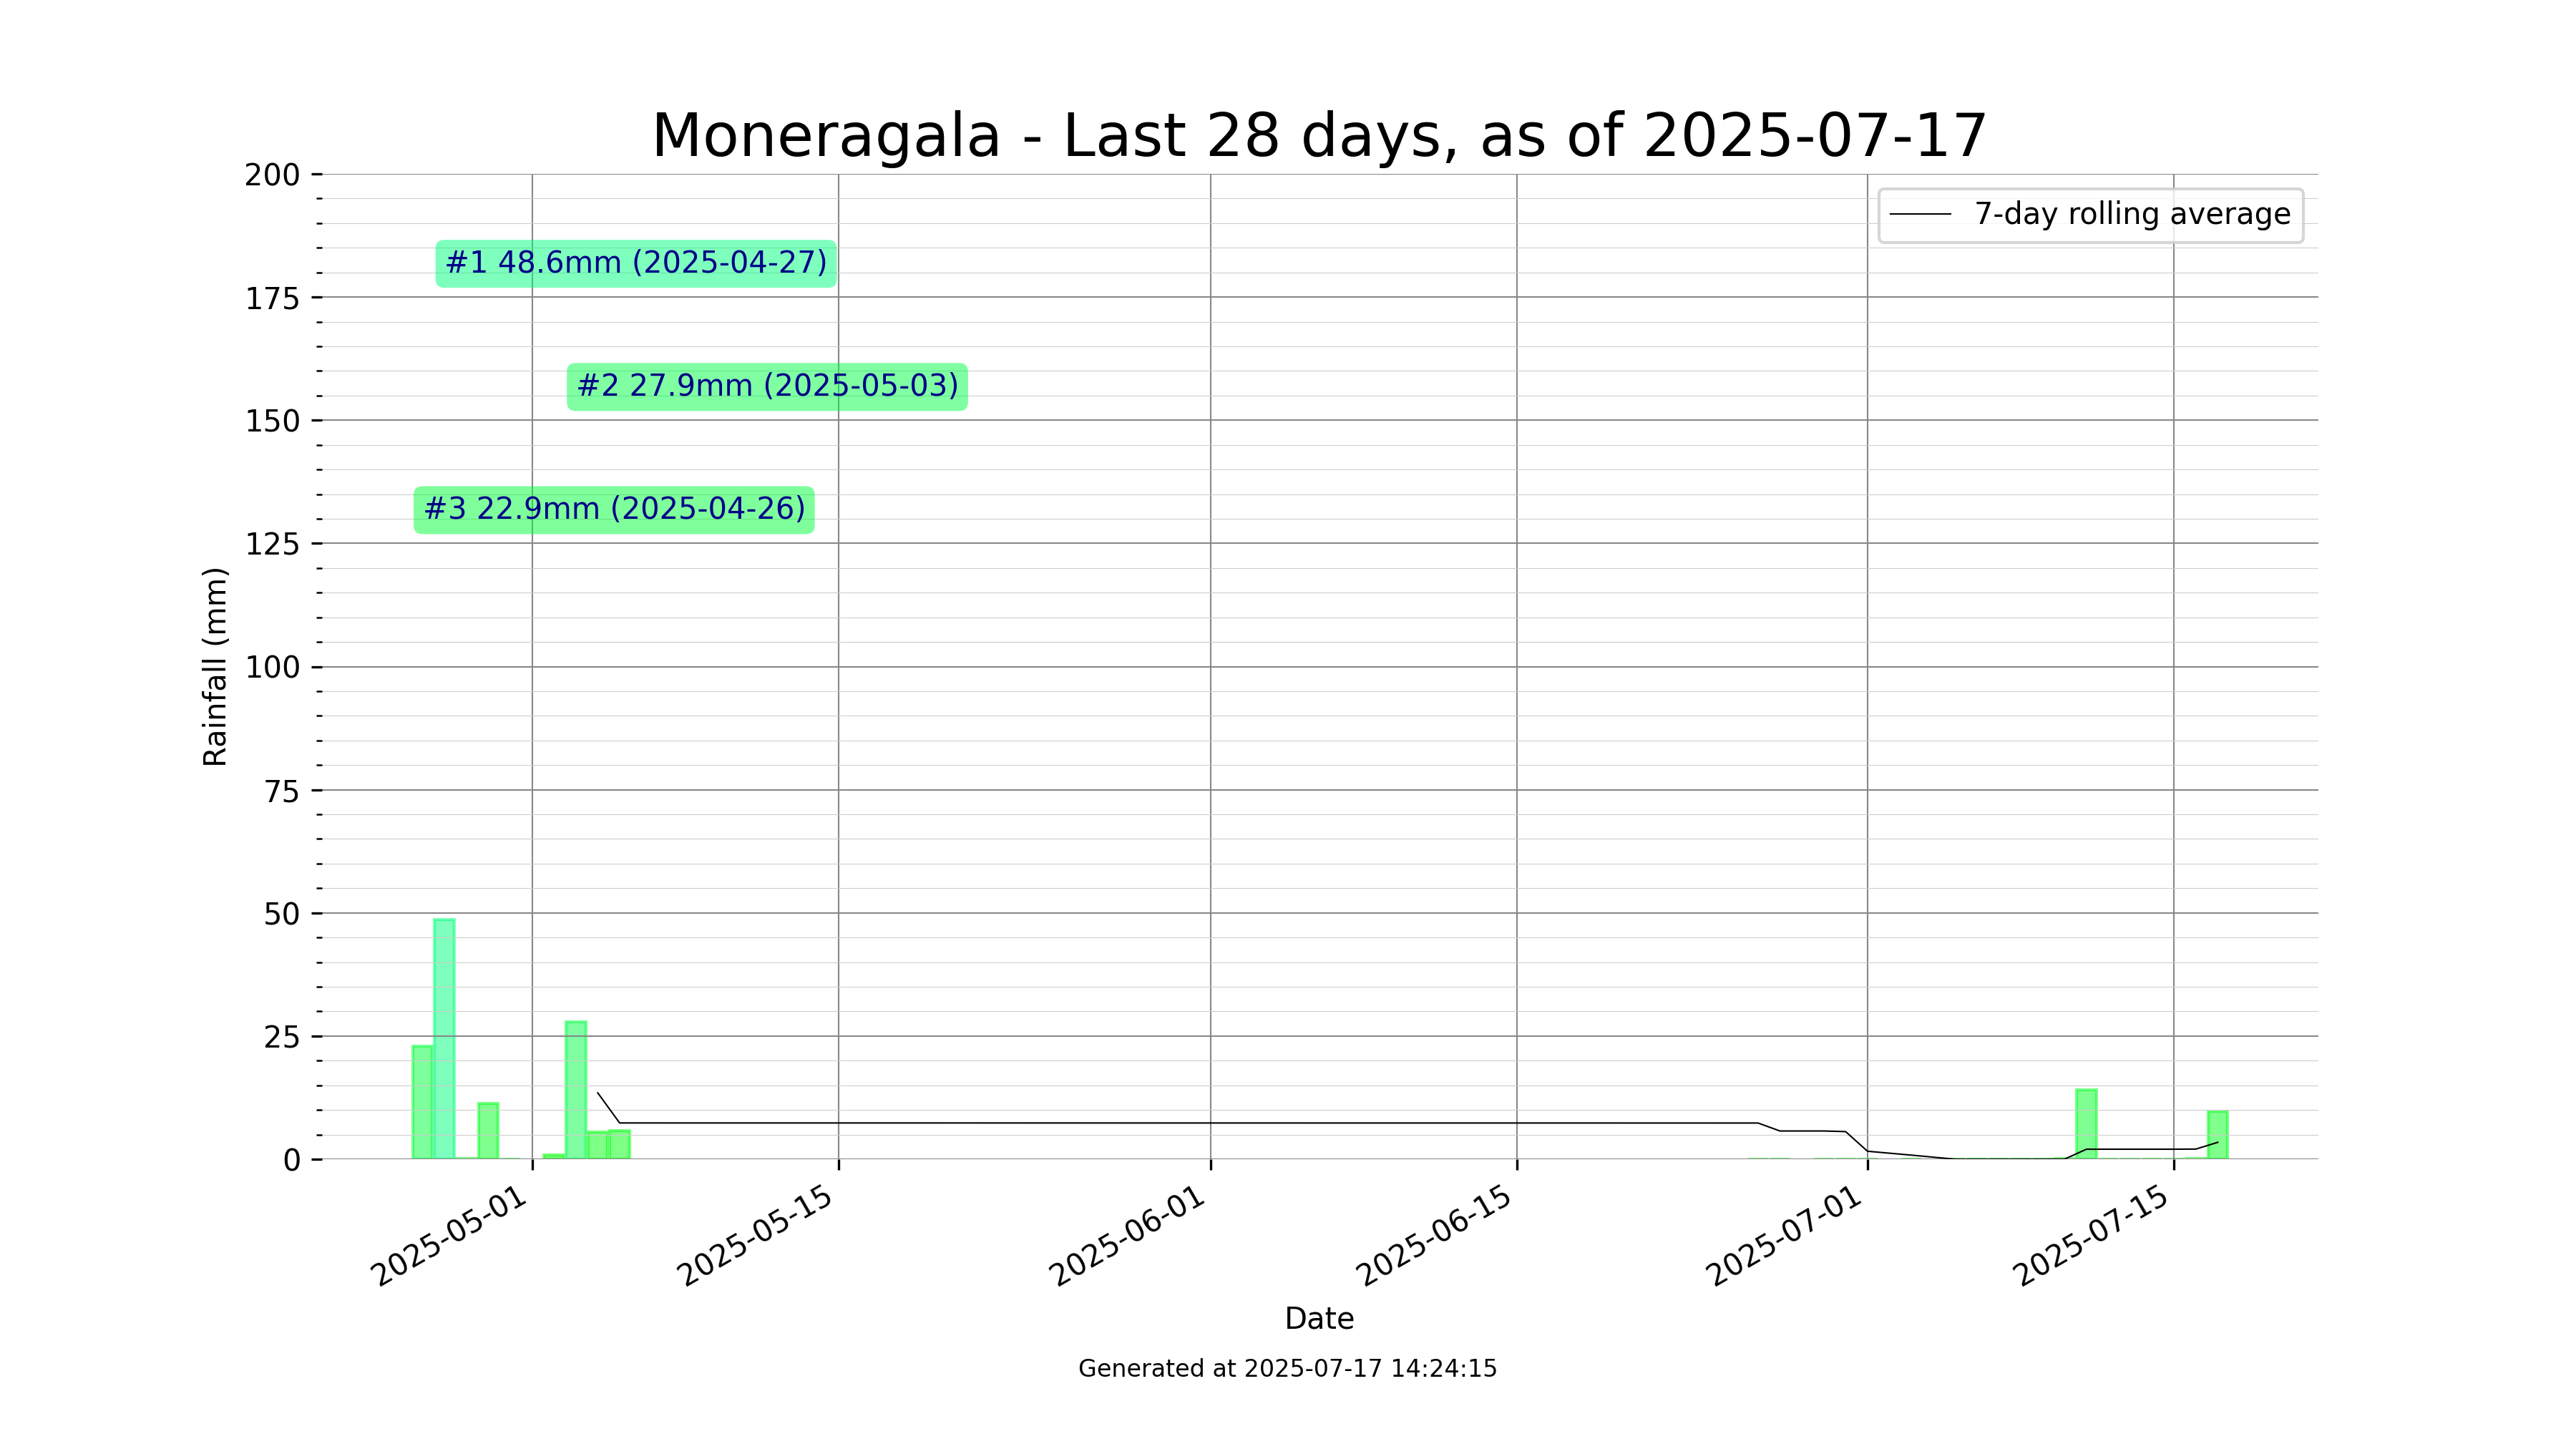 Moneragala - Last 28 days, as of 2025-07-17
7-day rolling average
#1 48.6mm (2025-04-27)
#2 27.9mm (2025-05-03)
#3 22.9mm (2025-04-26)
Rainfall (mm)
200
175
150
125
100
75
50
25
0
2025-05-01
2025-05-15
2025-06-01
2025-06-15
2025-07-01
2025-07-15
Date
Generated at 2025-07-17 14:24:15